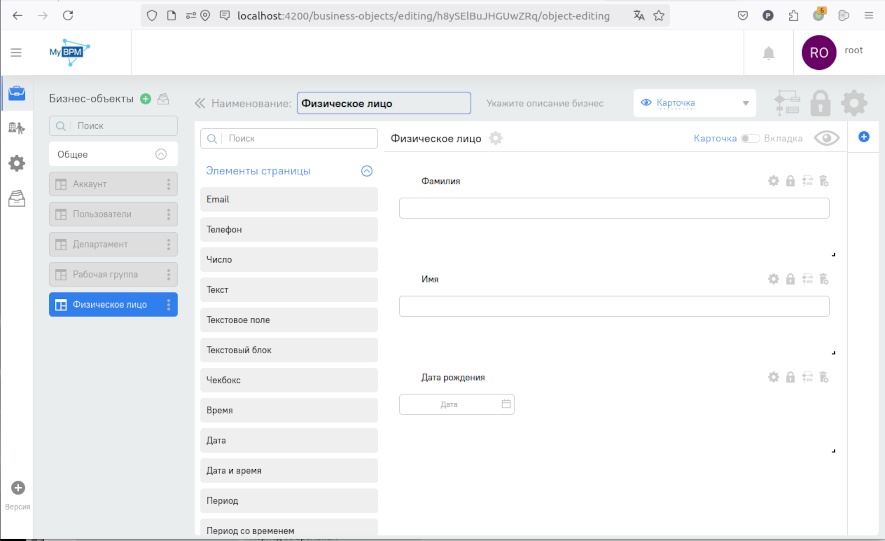 localhost:4200/business-objects/editing/h8ySElBuJHGUwZRq/object-editing
5
P
My BPM
RO
root
Бизнес-объекты
Поиск
Общее
Аккаунт
Пользователи
Департамент
Рабочая группа
Физическое лицо
Версия
Наименование:
Физическое лицо
Укажите описание бизнес
Карточка
Поиск
Элементы страницы
Email
Телефон
Число
Текст
Текстовое поле
Текстовый блок
Чекбокс
Время
Дата
Дата и время
Период
Период со временем
Физическое лицо
Карточка
Вкладка
Фамилия
Имя
Дата рождения
Дата